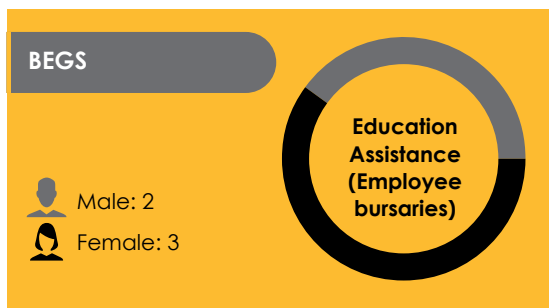 BEGS
Education
Assistance
(Employee
bursaries)
Male: 2
Female: 3